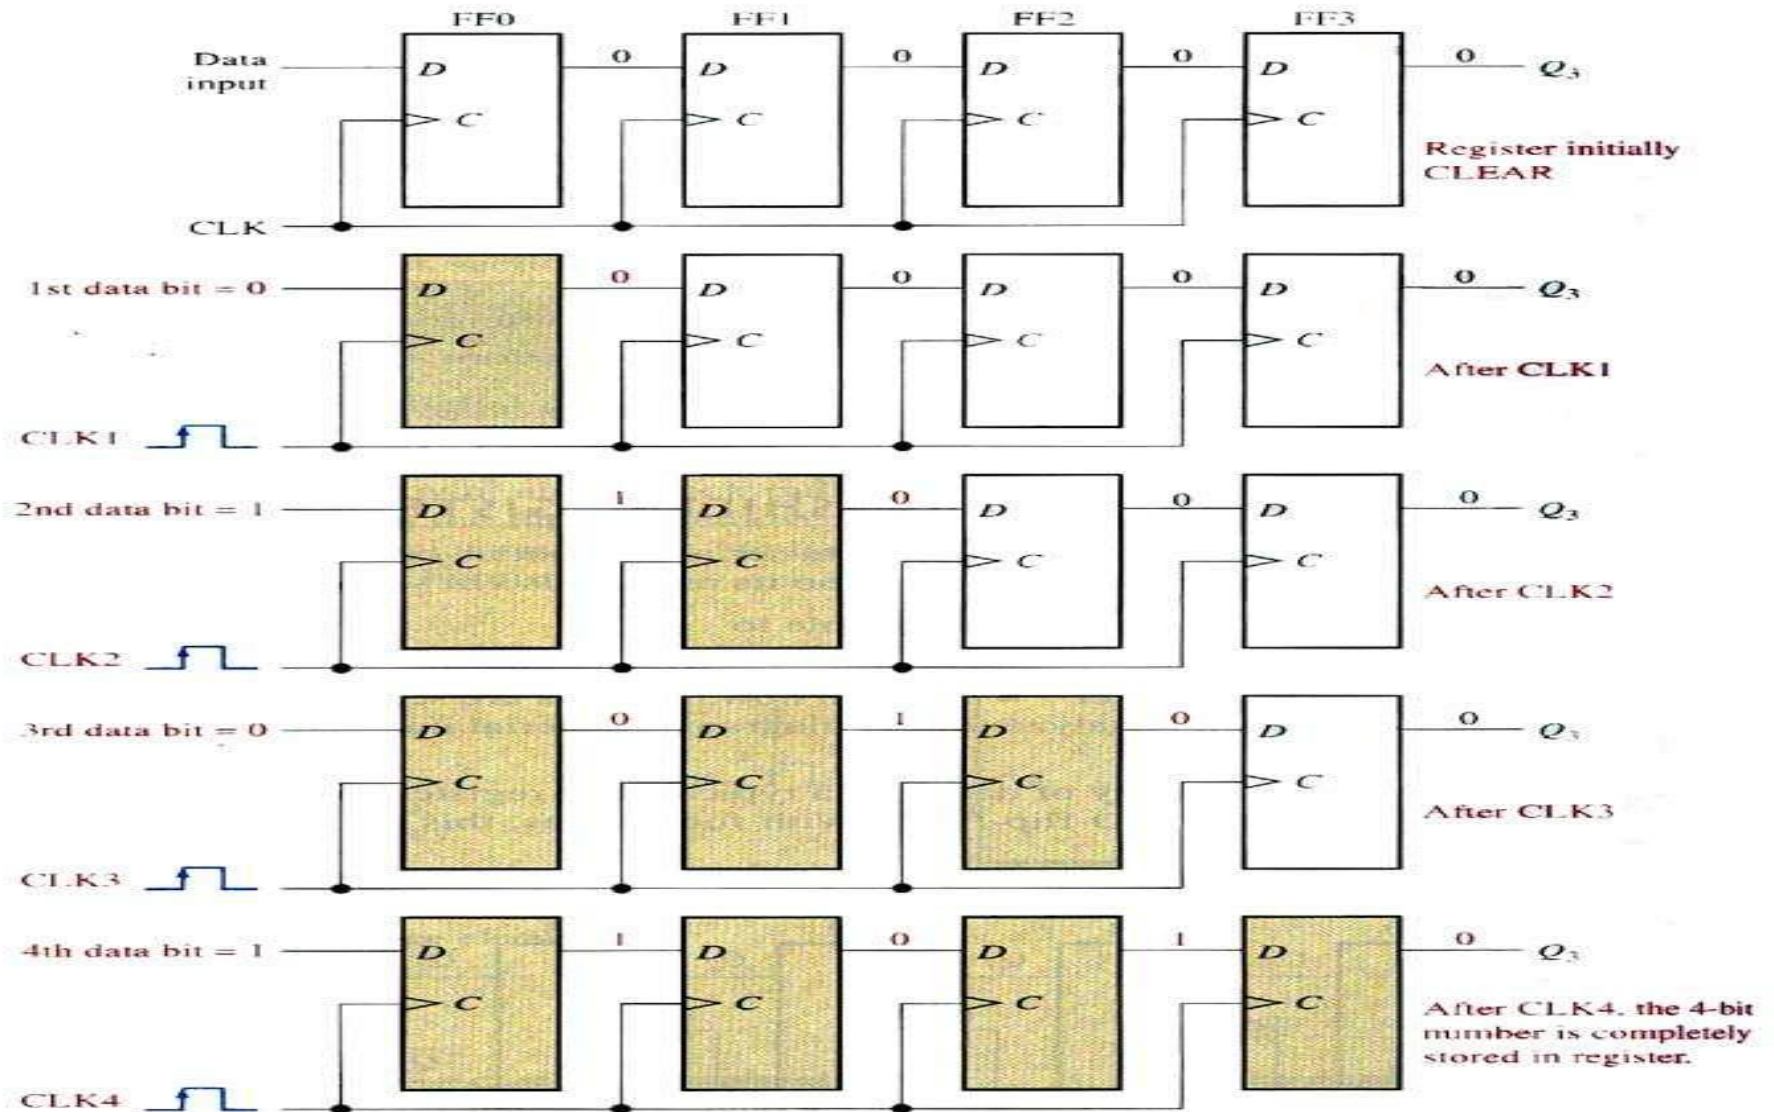 FF0 FF1 FF2 FF3
Data
input
D 0 D 0 D 0 D 0 Q3
C C C C
Register initially
CLEAR
CLK
1st data bit = 0
D 0 D 0 D 0 D 0 Q3
C C C C
After CLK1
CLK1
2nd data bit = 1
D 1 D 0 D 0 D 0 Q3
C C C C
After CLK2
CLK2
3rd data bit = 0
D 0 D 1 D 0 D 0 Q3
C C C C
After CLK3
CLK3
4th data bit = 1
D 1 D 0 D 1 D 0 Q3
C C C C
After CLK4, the 4-bit
number is completely
stored in register.
CLK4